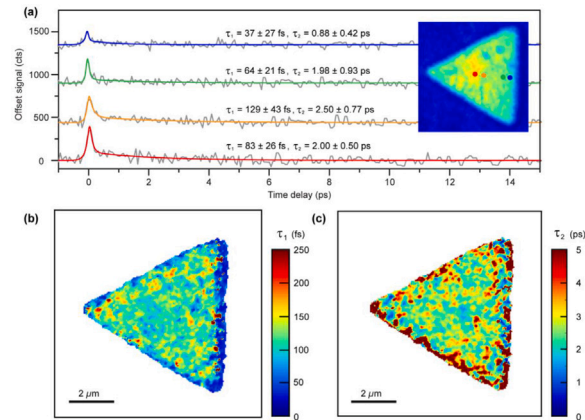 (a)
1500
1000
500
0
Offset signal (cts)
τ₁ = 37 ± 27 fs , τ₂ = 0.88 ± 0.42 ps
τ₁ = 64 ± 21 fs , τ₂ = 1.98 ± 0.93 ps
τ₁ = 129 ± 43 fs , τ₂ = 2.50 ± 0.77 ps
τ₁ = 83 ± 26 fs , τ₂ = 2.00 ± 0.50 ps
0 2 4 6 8 10 12 14
Time delay (ps)
(b)
τ₁ (fs)
250
200
150
100
50
0
2 μm
(c)
τ₂ (ps)
5
4
3
2
1
0
2 μm